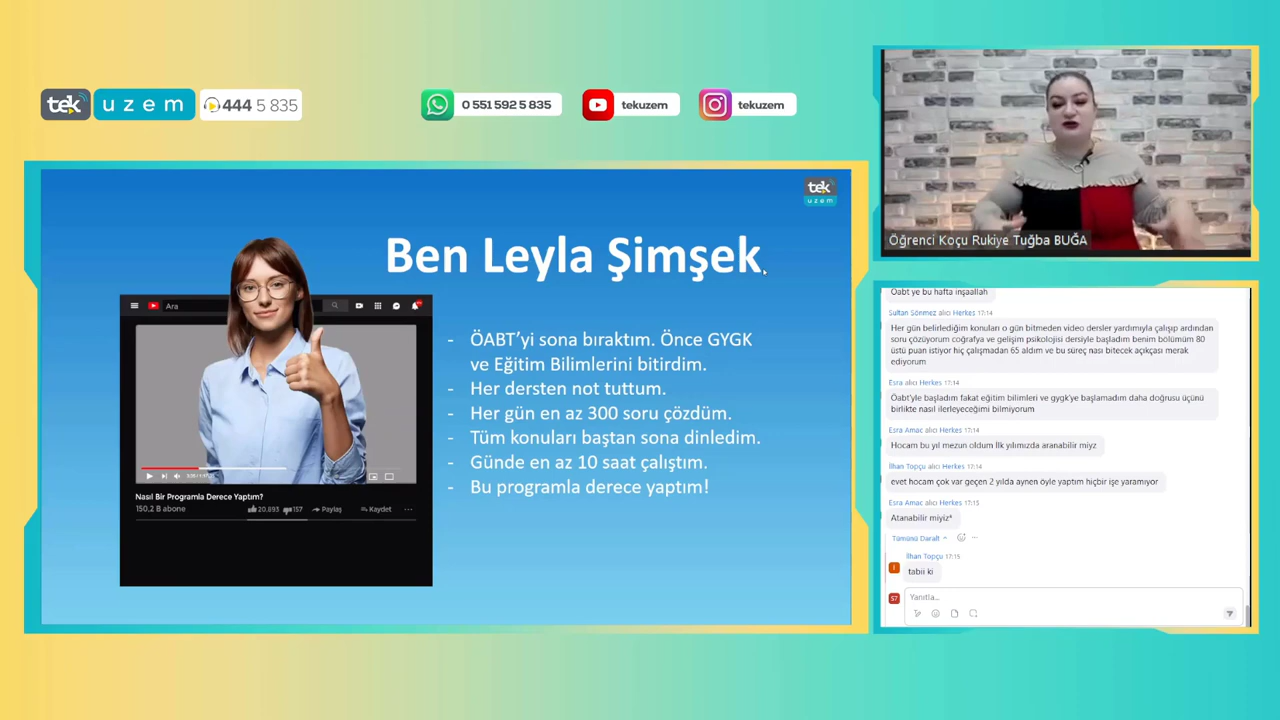 tek
uzem
444 5 835
0 551 592 5 835
tekuzem
tekuzem
tek
uzem
Ben Leyla Şimşek
Ara
- ÖABT’yi sona bıraktım. Önce GYGK
ve Eğitim Bilimlerini bitirdim.
- Her dersten not tuttum.
- Her gün en az 300 soru çözdüm.
- Tüm konuları baştan sona dinledim.
- Günde en az 10 saat çalıştım.
- Bu programla derece yaptım!
Nasıl Bir Programla Derece Yaptım?
150,2 B abone
20.893
157
Paylaş
Kaydet
Öğrenci Koçu Rukiye Tuğba BUĞA
Öabt ye bu hafta inşaallah
Sultan Sönmez alıcı Herkes 17:14
Her gün belirlediğim konuları o gün bitmeden video dersler yardımıyla çalışıp ardından
soru çözüyorum coğrafya ve gelişim psikolojisi dersiyle başladım benim bölümüm 80
üstü puan istiyor hiç çalışmadan 65 aldım ve bu süreç nası bitecek açıkçası merak
ediyorum
Esra alıcı Herkes 17:14
Öabt'yle başladım fakat eğitim bilimleri ve gygk'ye başlamadım daha doğrusu üçünü
birlikte nasıl ilerleyeceğimi bilmiyorum
Esra Amac alıcı Herkes 17:14
Hocam bu yıl mezun oldum İlk yılımızda aranabilir miyz
İlhan Topçu alıcı Herkes 17:14
evet hocam çok var geçen 2 yılda aynen öyle yaptım hiçbir işe yaramıyor
Esra Amac alıcı Herkes 17:15
Atanabilir miyiz*
Tümünü Daralt
İlhan Topçu 17:15
I
tabii ki
S?
Yanıtla...